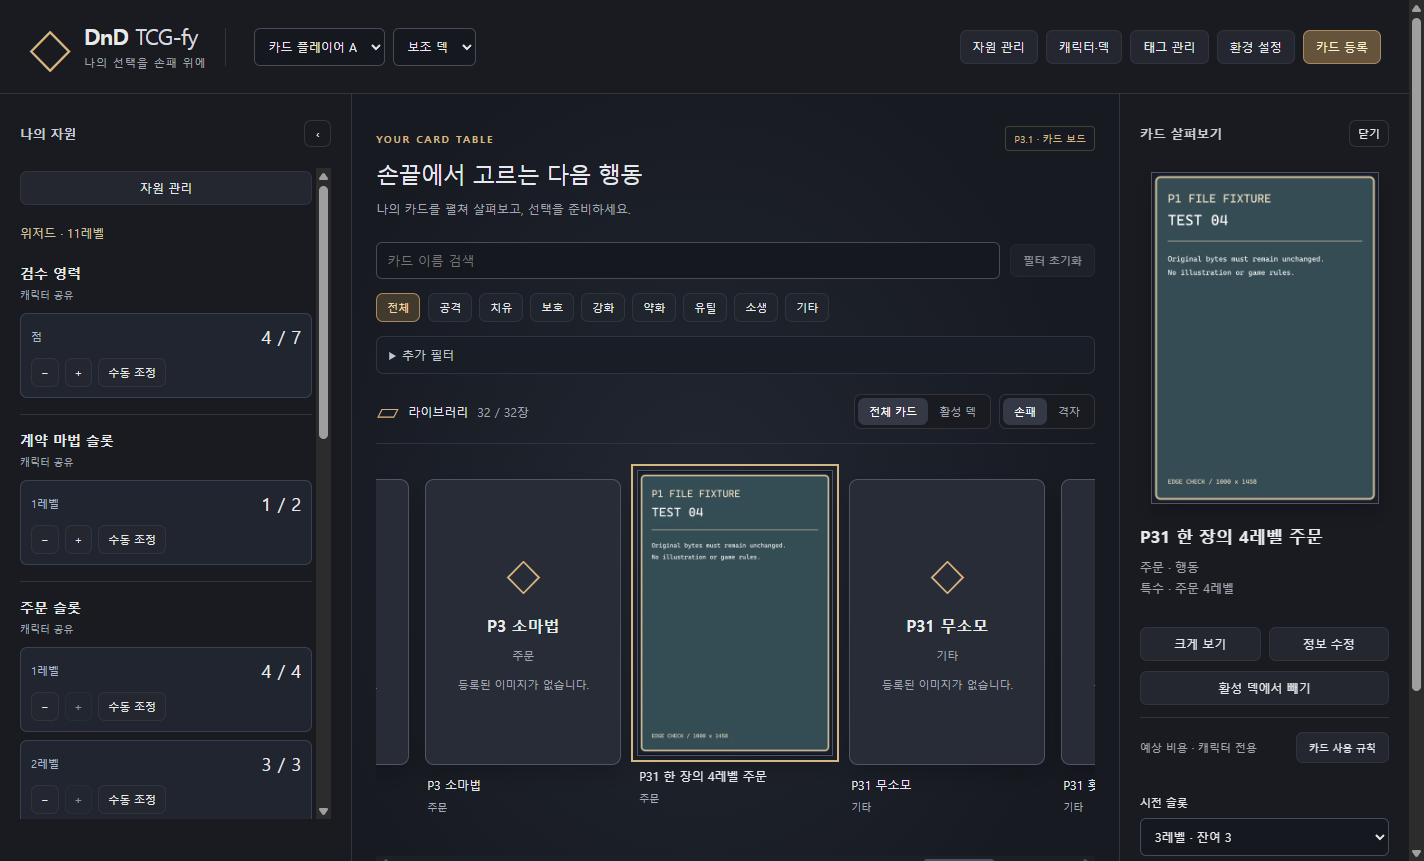 DnD TCG-fy
나의 선택을 손패 위에
카드 플레이어 A
보조 덱
자원 관리
캐릭터·덱
태그 관리
환경 설정
카드 등록
나의 자원
‹
자원 관리
위저드 · 11레벨
검수 영력
캐릭터 공유
점
4 / 7
−
+
수동 조정
계약 마법 슬롯
캐릭터 공유
1레벨
1 / 2
−
+
수동 조정
주문 슬롯
캐릭터 공유
1레벨
4 / 4
−
+
수동 조정
2레벨
3 / 3
−
+
수동 조정
YOUR CARD TABLE
P3.1 · 카드 보드
손끝에서 고르는 다음 행동
나의 카드를 펼쳐 살펴보고, 선택을 준비하세요.
카드 이름 검색
필터 초기화
전체
공격
치유
보호
강화
약화
유틸
소생
기타
▶ 추가 필터
라이브러리 32 / 32장
전체 카드
활성 덱
손패
격자
P3 소마법
주문
등록된 이미지가 없습니다.
P3 소마법
주문
P1 FILE FIXTURE
TEST 04
Original bytes must remain unchanged.
No illustration or game rules.
EDGE CHECK / 1000 x 1458
P31 한 장의 4레벨 주문
주문
P31 무소모
기타
등록된 이미지가 없습니다.
P31 무소모
기타
P31
기타
카드 살펴보기
닫기
P1 FILE FIXTURE
TEST 04
Original bytes must remain unchanged.
No illustration or game rules.
EDGE CHECK / 1000 x 1458
P31 한 장의 4레벨 주문
주문 · 행동
특수 · 주문 4레벨
크게 보기
정보 수정
활성 덱에서 빼기
예상 비용 · 캐릭터 전용
카드 사용 규칙
시전 슬롯
3레벨 · 잔여 3